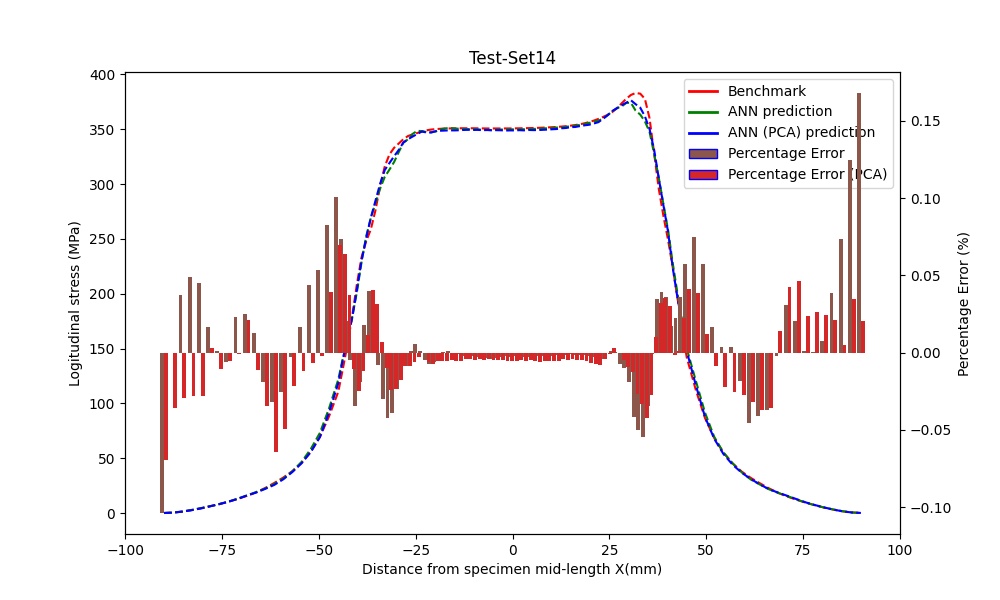 Test-Set14
400
350
300
250
200
150
100
50
0
Logitudinal stress (MPa)
Benchmark
ANN prediction
ANN (PCA) prediction
Percentage Error
Percentage Error (PCA)
0.15
0.10
0.05
0.00
−0.05
−0.10
Percentage Error (%)
−100 −75 −50 −25 0 25 50 75 100
Distance from specimen mid-length X(mm)